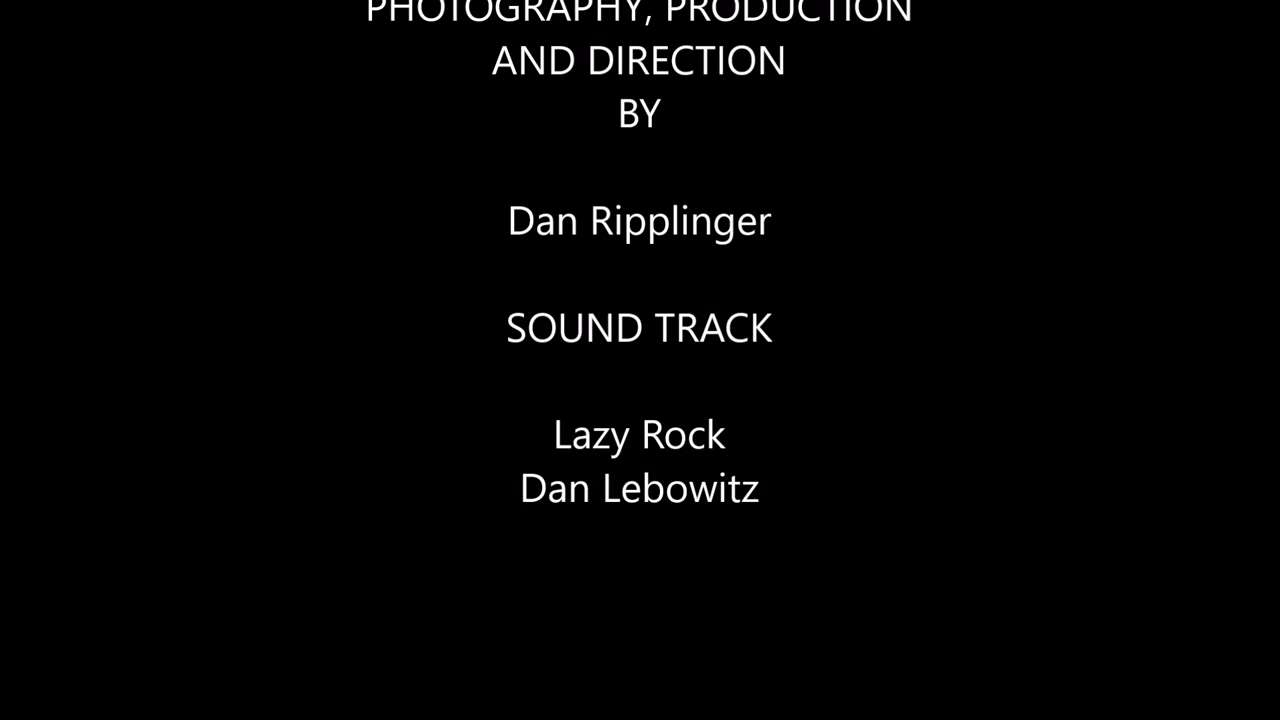 PHOTOGRAPHY, PRODUCTION
AND DIRECTION
BY
Dan Ripplinger
SOUND TRACK
Lazy Rock
Dan Lebowitz